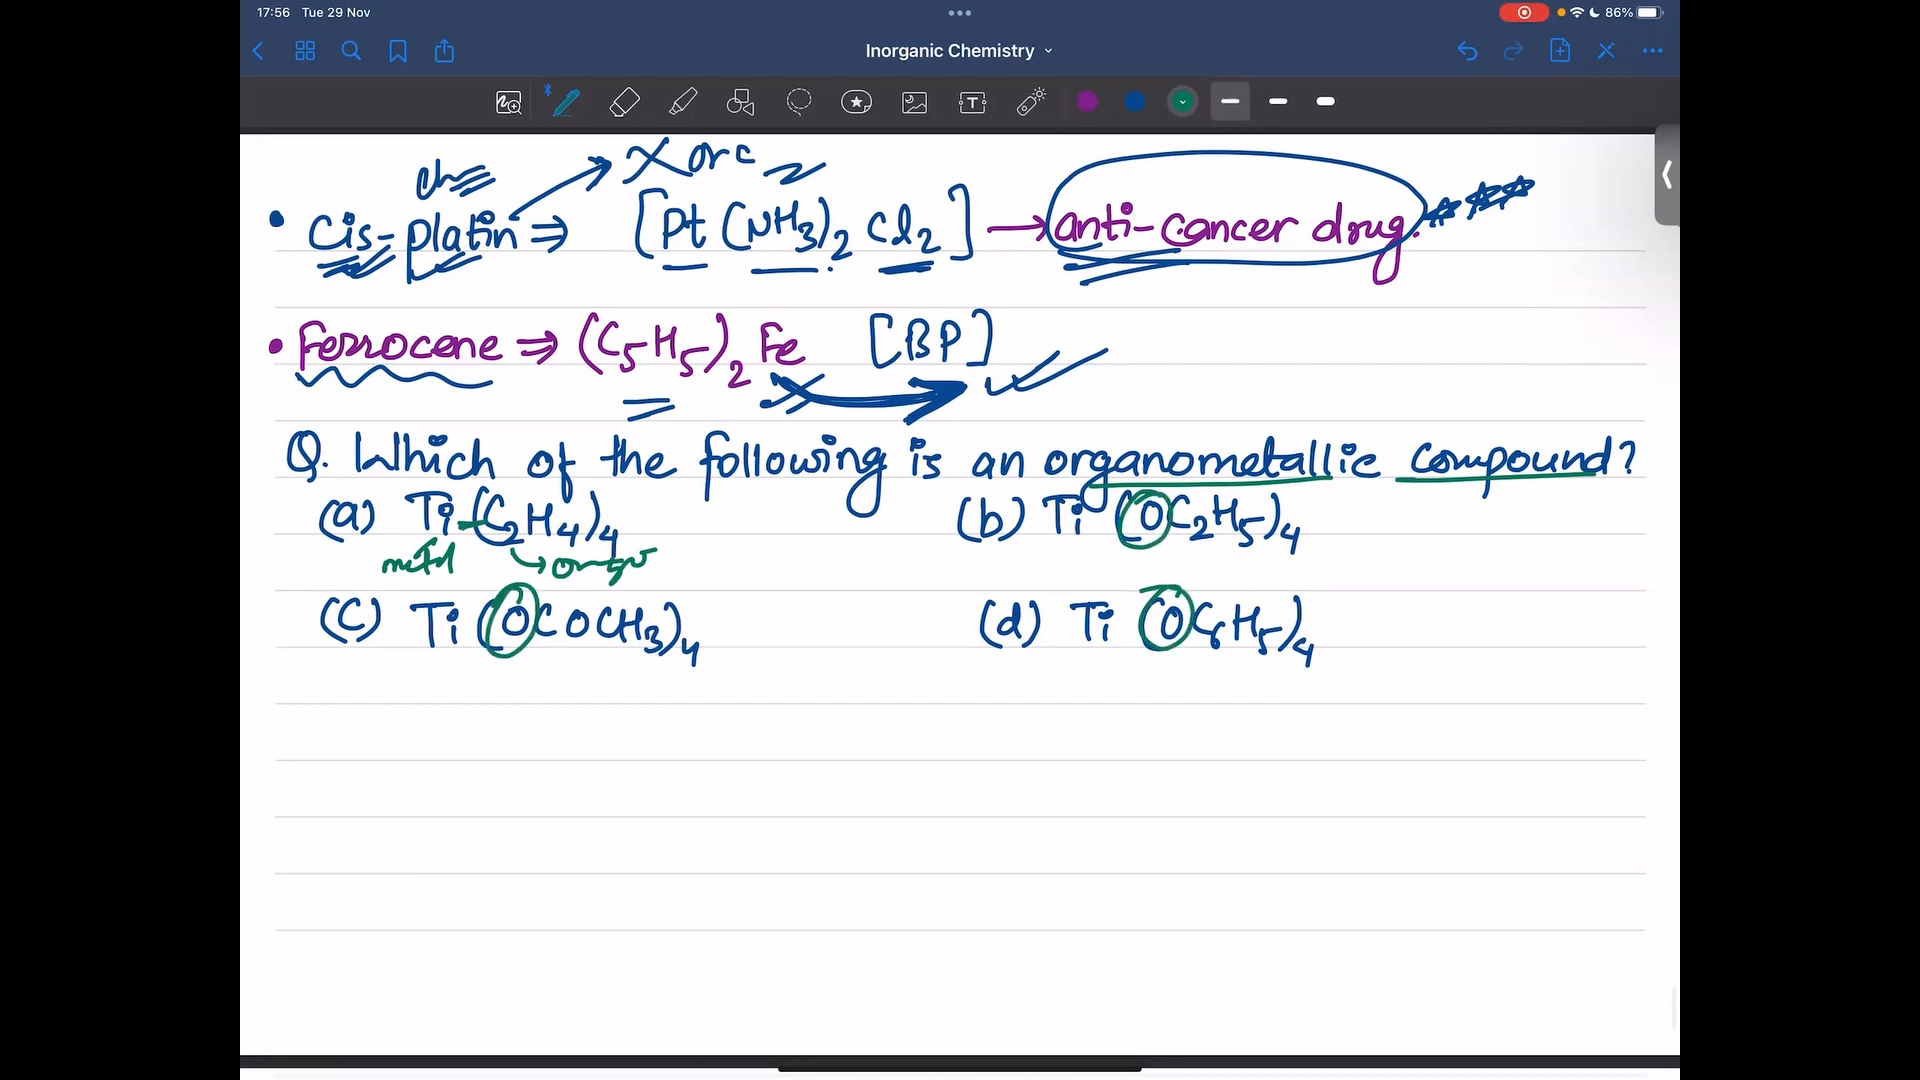 17:56 Tue 29 Nov
86%
Inorganic Chemistry
X orc
• Cis-platin ⇒ [Pt (NH3)2 Cl2] → anti-cancer drug.
• Ferrocene ⇒ (C5H5)2 Fe [BP]
Q. Which of the following is an organometallic compound?
(a) Ti-(C2H4)4 (b) Ti (OC2H5)4
metal
(C) Ti (OCOCH3)4 (d) Ti (OC6H5)4